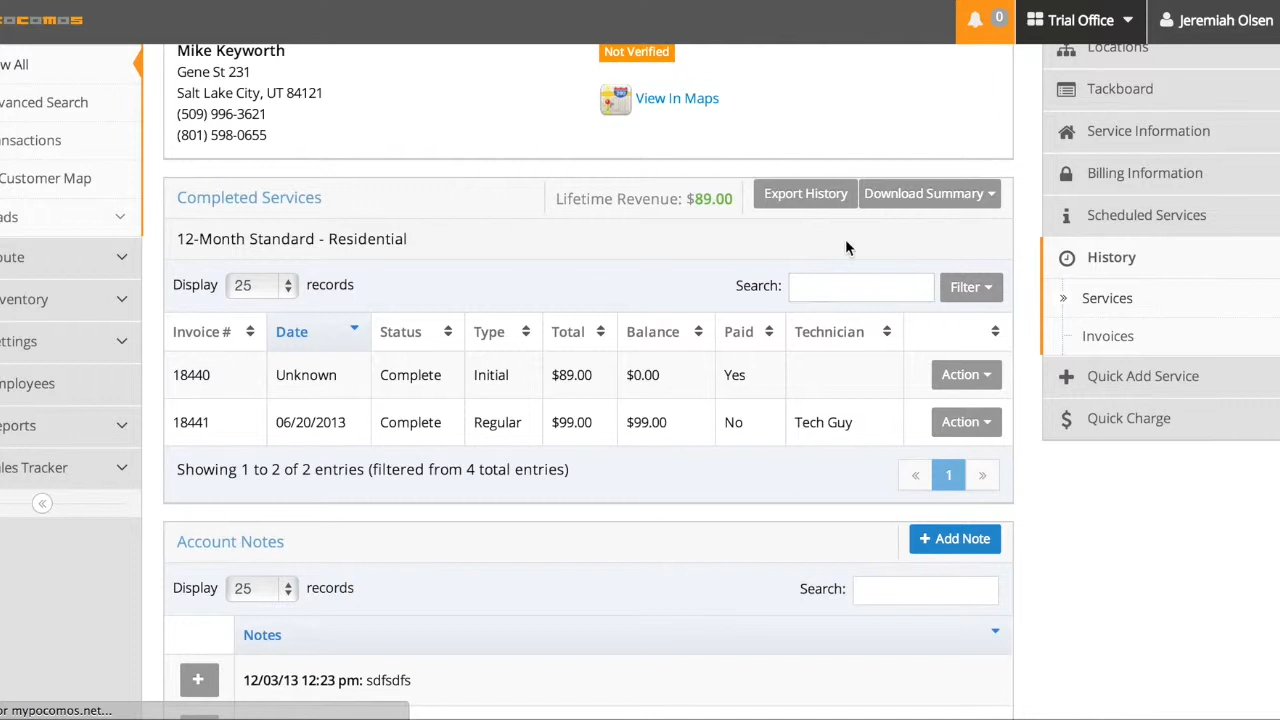 ocomos
0
Trial Office
Jeremiah Olsen
w All
vanced Search
ansactions
Customer Map
ads
oute
ventory
ettings
mployees
eports
les Tracker
Mike Keyworth
Gene St 231
Salt Lake City, UT 84121
(509) 996-3621
(801) 598-0655
Not Verified
View In Maps
Completed Services
Lifetime Revenue: $89.00
Export History
Download Summary
12-Month Standard - Residential
Display 25 records
Search:
Filter
Invoice # Date Status Type Total Balance Paid Technician
18440 Unknown Complete Initial $89.00 $0.00 Yes Action
18441 06/20/2013 Complete Regular $99.00 $99.00 No Tech Guy Action
Showing 1 to 2 of 2 entries (filtered from 4 total entries)
« 1 »
Account Notes
+ Add Note
Display 25 records
Search:
Notes
12/03/13 12:23 pm: sdfsdfs
Locations
Tackboard
Service Information
Billing Information
Scheduled Services
History
» Services
Invoices
Quick Add Service
Quick Charge
or mypocomos.net...